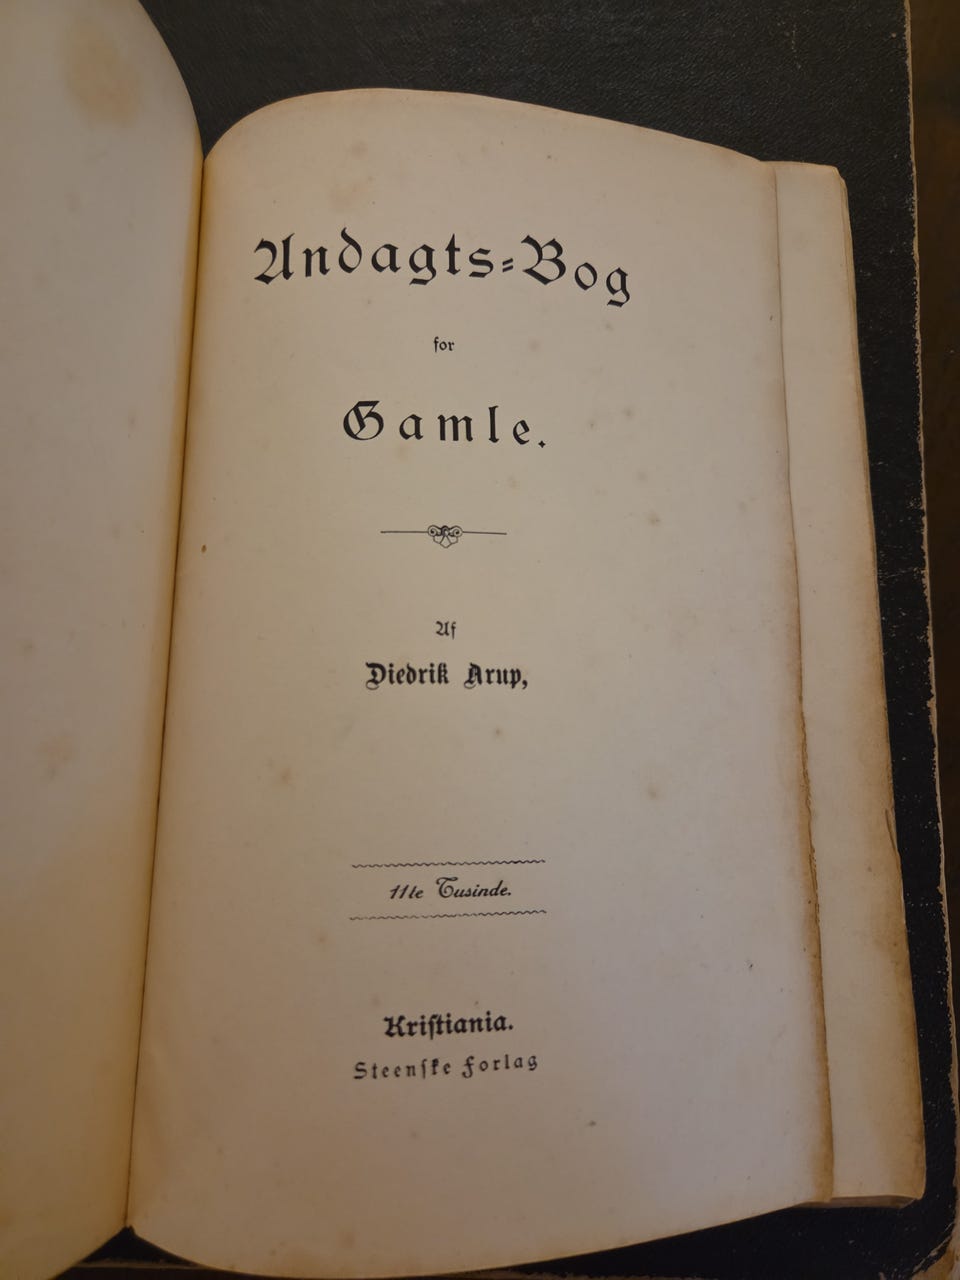 Andagts-Bog
for
Gamle.
Af
Diedrik Arup,
11te Tusinde.
Kriſtiania.
Steenſke Forlag